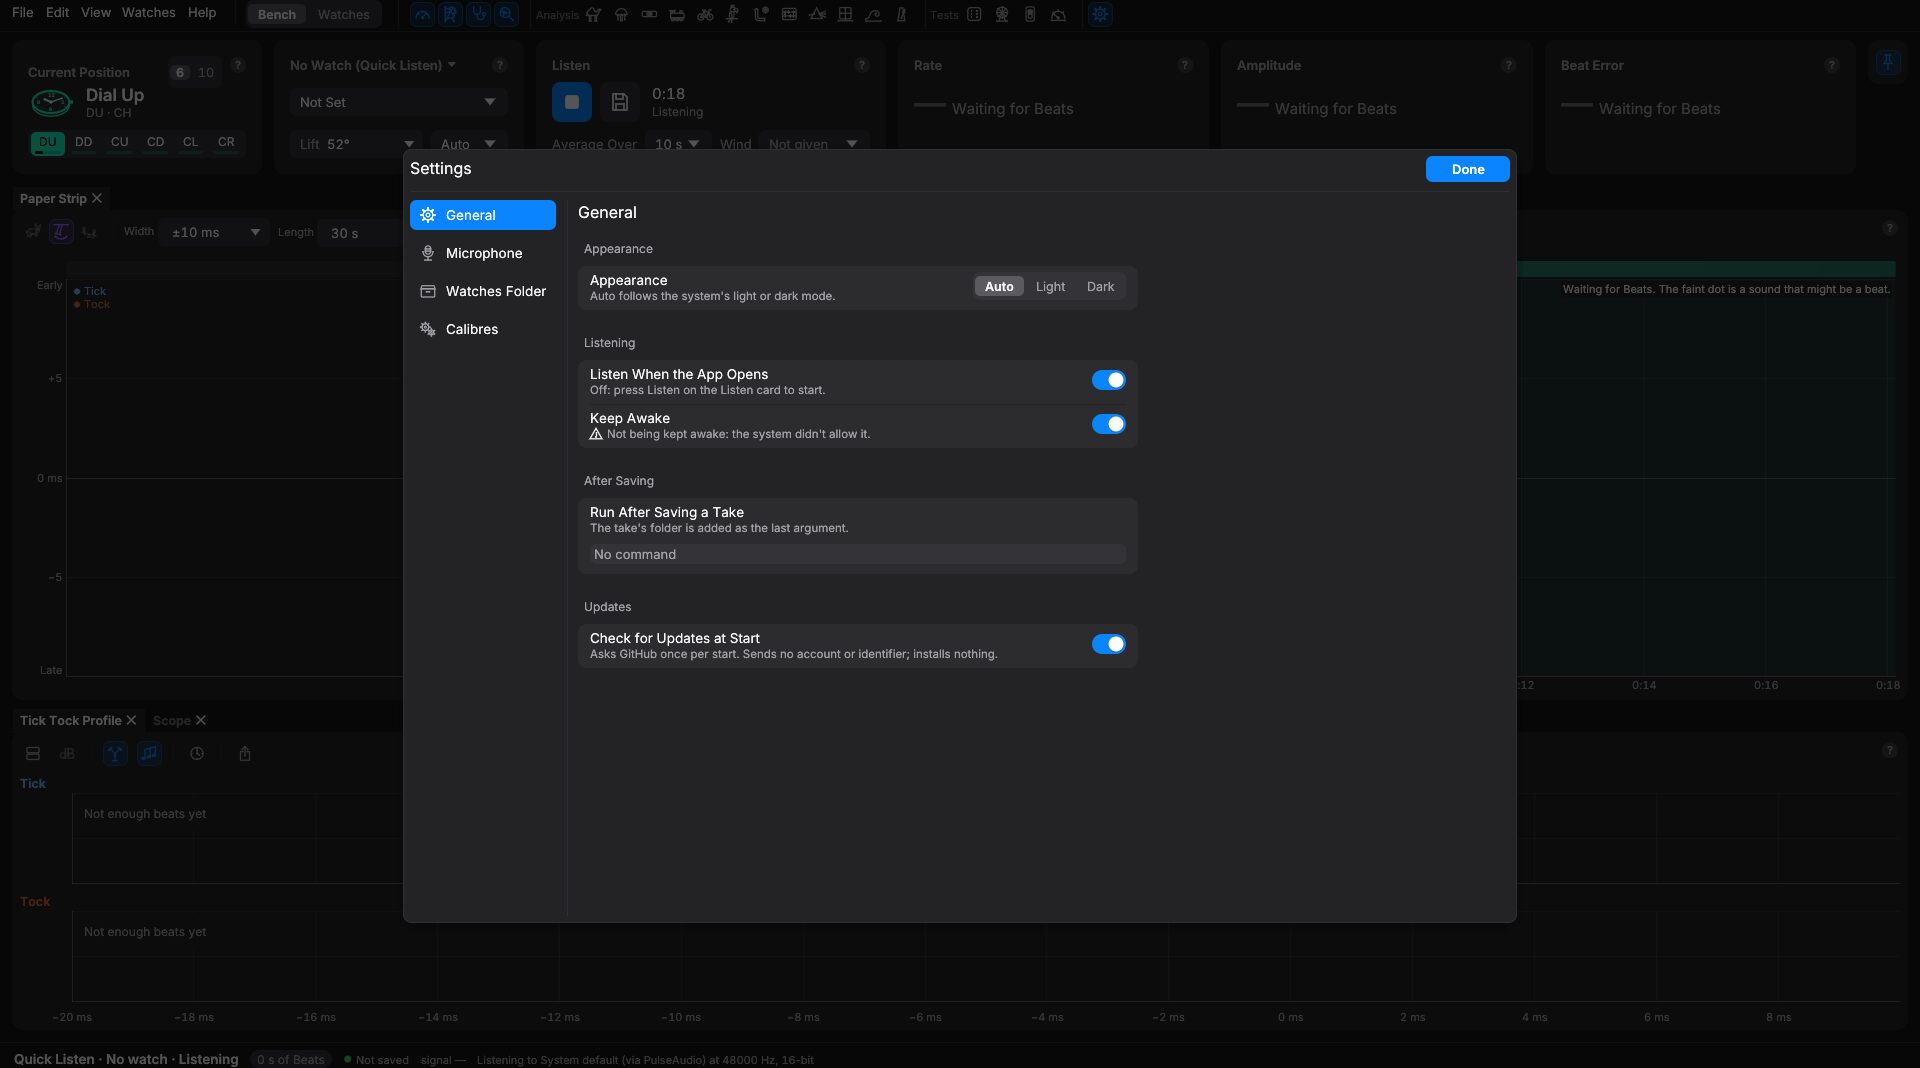 File Edit View Watches Help
Bench Watches
Analysis
Tests
Current Position
6 10 ?
Dial Up
DU · CH
DU DD CU CD CL CR
No Watch (Quick Listen) ?
Not Set
Lift 52°
Auto
Listen ?
0:18
Listening
Average Over 10 s Wind Not given
Rate ?
Waiting for Beats
Amplitude ?
Waiting for Beats
Beat Error ?
Waiting for Beats
Paper Strip
Width ±10 ms Length 30 s
?
Early
Tick
Tock
+5
0 ms
−5
Late
Waiting for Beats. The faint dot is a sound that might be a beat.
:12 0:14 0:16 0:18
Settings
Done
General
Microphone
Watches Folder
Calibres
General
Appearance
Appearance
Auto follows the system's light or dark mode.
Auto Light Dark
Listening
Listen When the App Opens
Off: press Listen on the Listen card to start.
Keep Awake
Not being kept awake: the system didn't allow it.
After Saving
Run After Saving a Take
The take's folder is added as the last argument.
No command
Updates
Check for Updates at Start
Asks GitHub once per start. Sends no account or identifier; installs nothing.
Tick Tock Profile Scope
dB
?
Tick
Not enough beats yet
Tock
Not enough beats yet
−20 ms −18 ms −16 ms −14 ms −12 ms −10 ms −8 ms −6 ms −4 ms −2 ms 0 ms 2 ms 4 ms 6 ms 8 ms
Quick Listen · No watch · Listening 0 s of Beats Not saved signal — Listening to System default (via PulseAudio) at 48000 Hz, 16-bit